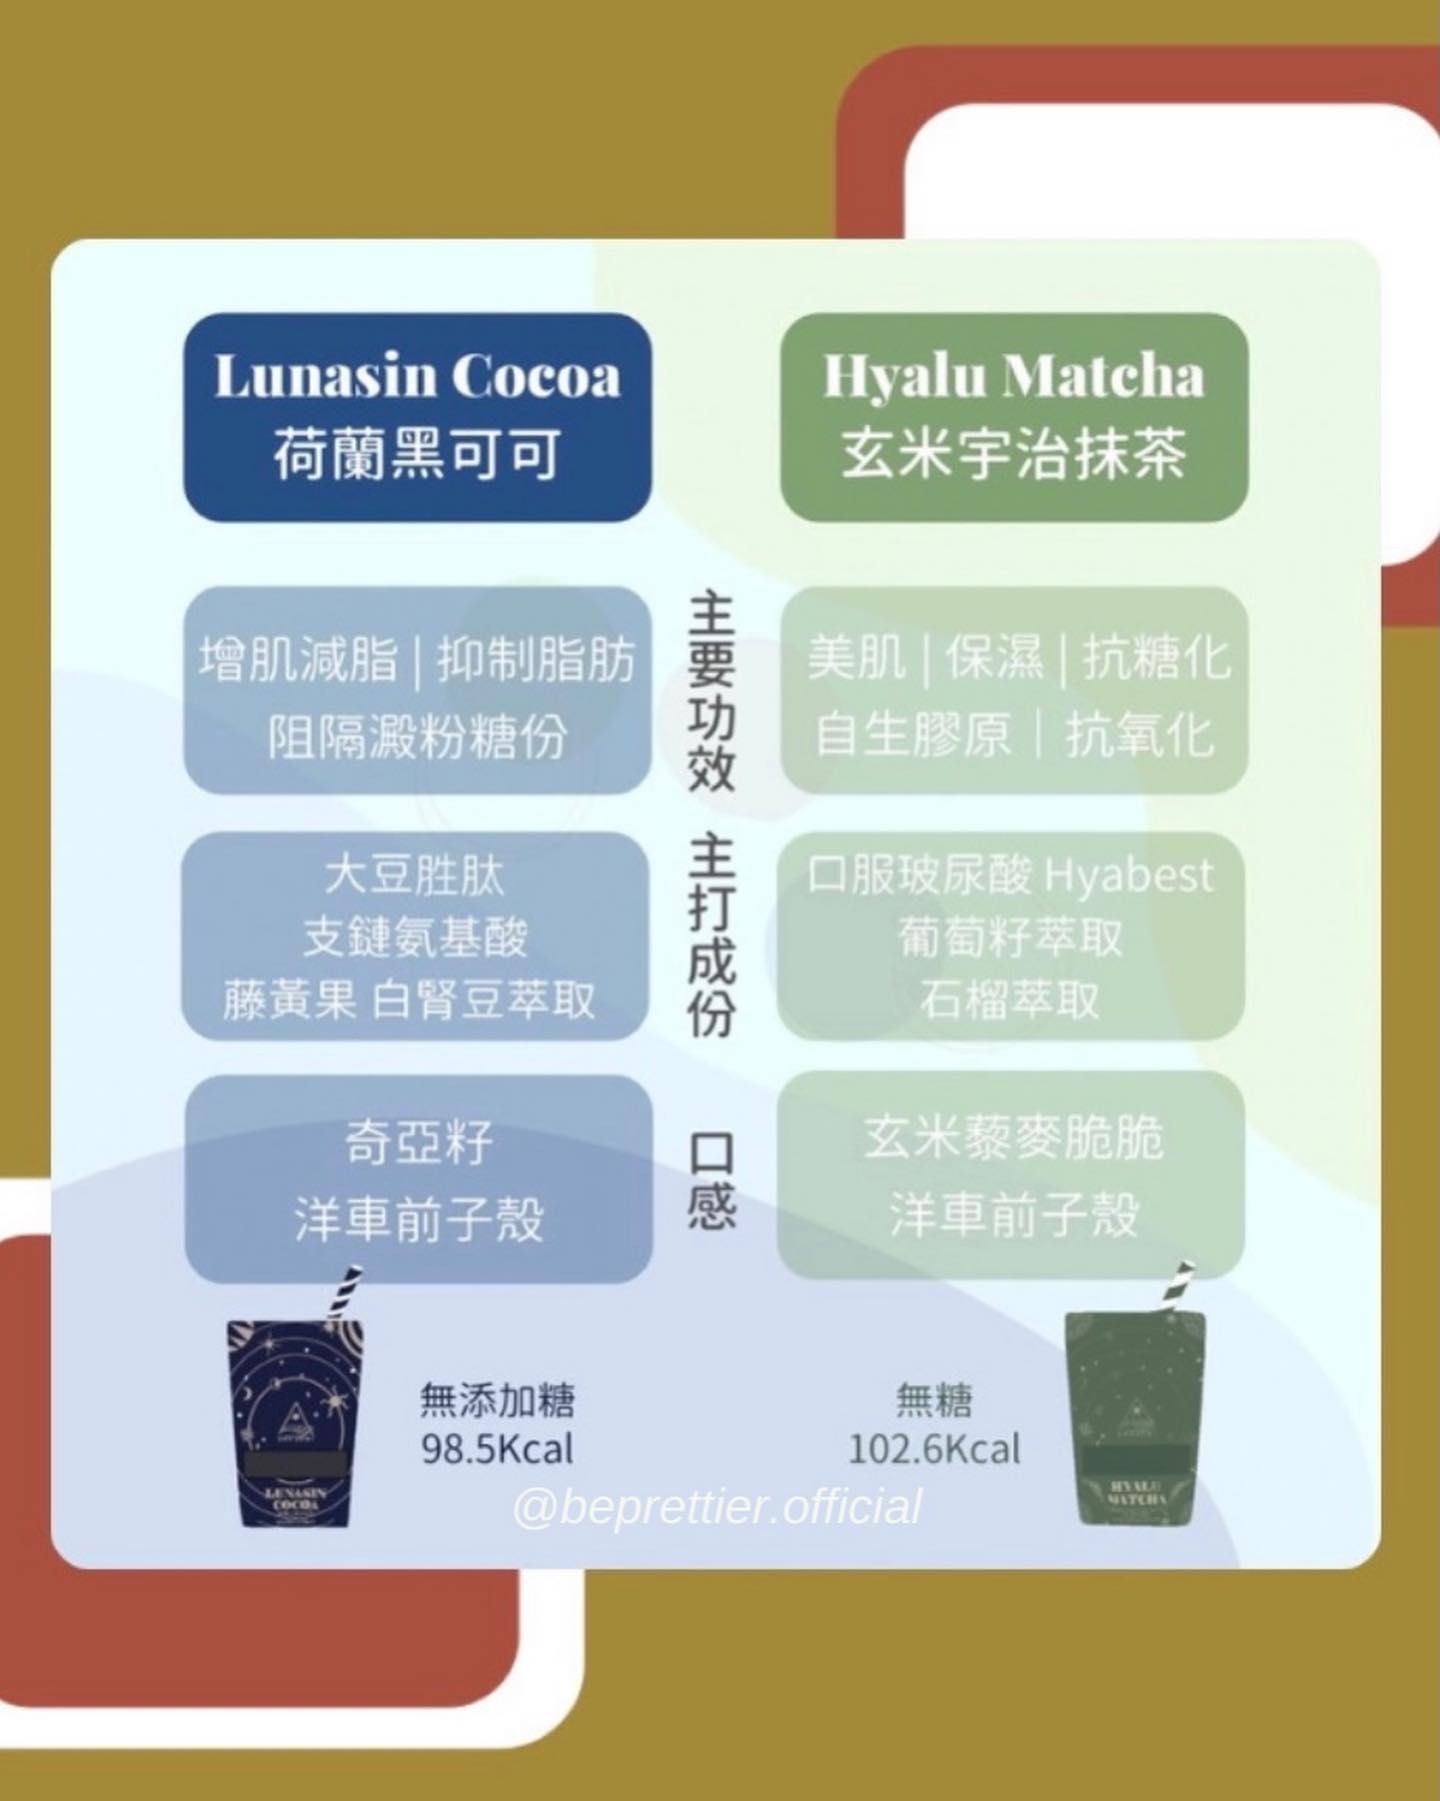 Lunasin Cocoa
荷蘭黑可可
Hyalu Matcha
玄米宇治抹茶
主要功效
增肌減脂 | 抑制脂肪
阻隔澱粉糖份
美肌 | 保濕 | 抗糖化
自生膠原｜抗氧化
主打成份
大豆胜肽
支鏈氨基酸
藤黃果 白腎豆萃取
口服玻尿酸 Hyabest
葡萄籽萃取
石榴萃取
口感
奇亞籽
洋車前子殼
玄米藜麥脆脆
洋車前子殼
LUNASIN
COCOA
無添加糖
98.5Kcal
無糖
102.6Kcal
HYALU
MATCHA
@beprettier.official